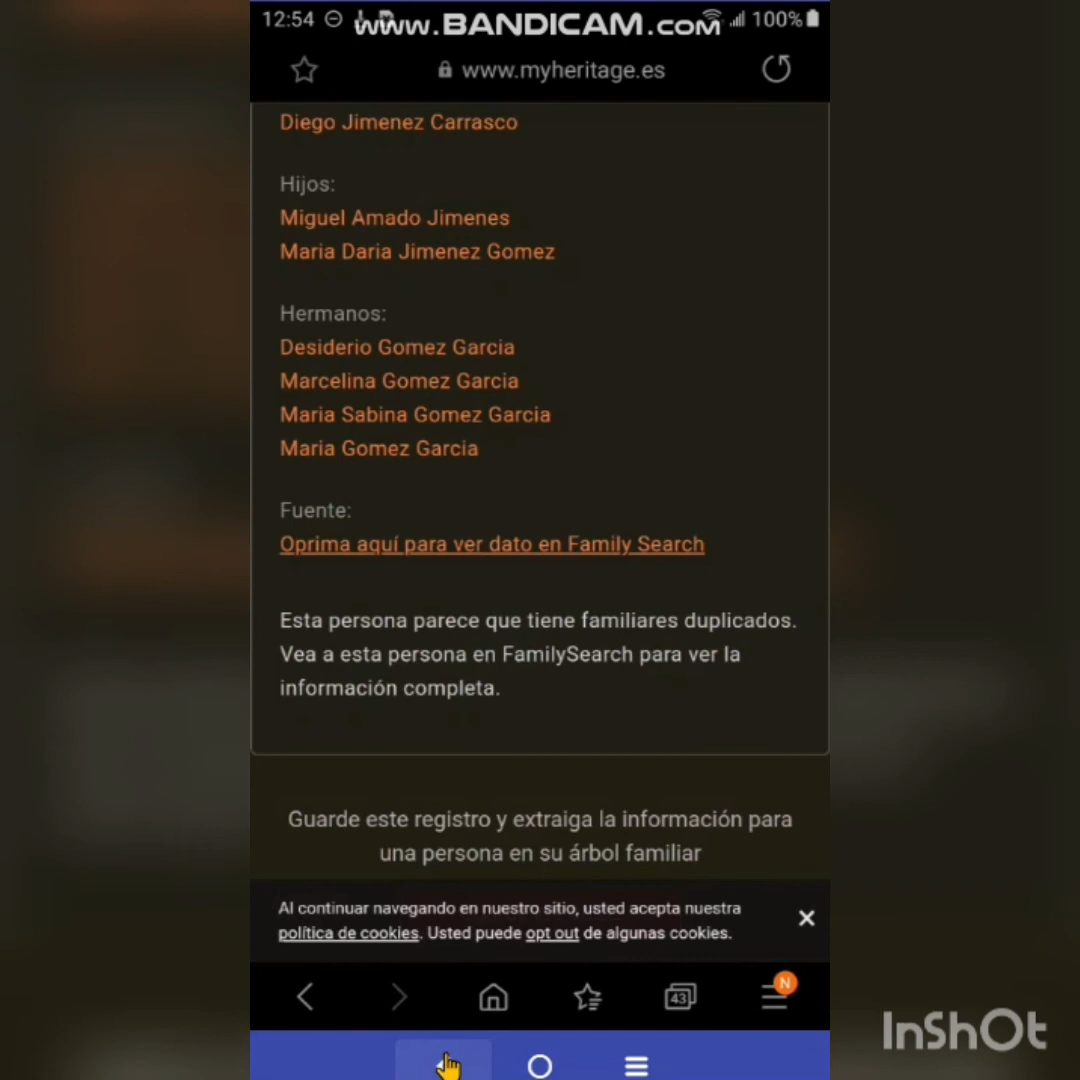 12:54
www.BANDICAM.com
100%
www.myheritage.es
Diego Jimenez Carrasco
Hijos:
Miguel Amado Jimenes
Maria Daria Jimenez Gomez
Hermanos:
Desiderio Gomez Garcia
Marcelina Gomez Garcia
Maria Sabina Gomez Garcia
Maria Gomez Garcia
Fuente:
Oprima aquí para ver dato en Family Search
Esta persona parece que tiene familiares duplicados.
Vea a esta persona en FamilySearch para ver la
información completa.
Guarde este registro y extraiga la información para
una persona en su árbol familiar
Al continuar navegando en nuestro sitio, usted acepta nuestra
política de cookies. Usted puede opt out de algunas cookies.
43
N
InShOt